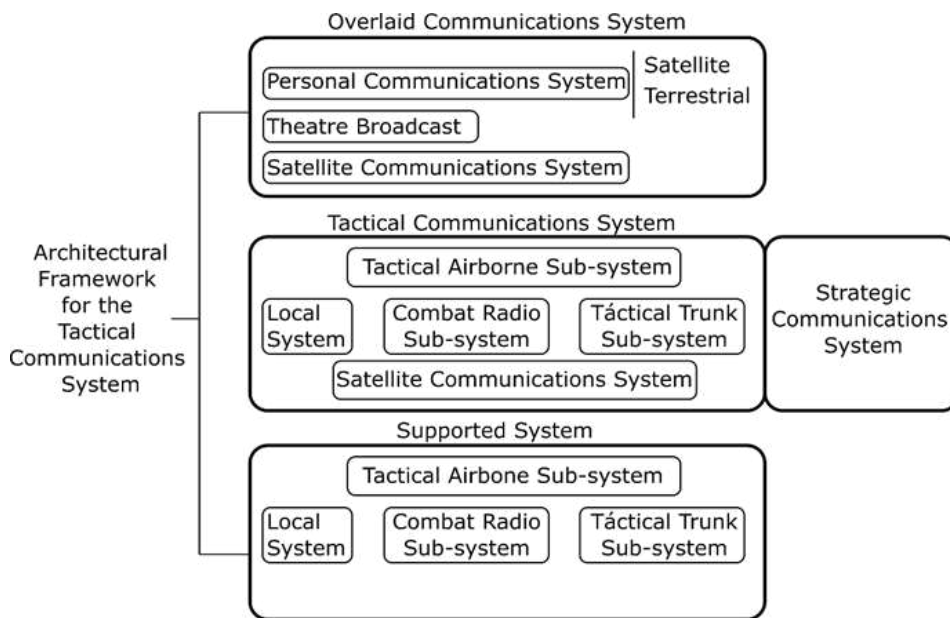 Overlaid Communications System
Personal Communications System
Satellite
Terrestrial
Theatre Broadcast
Satellite Communications System
Architectural
Framework
for the
Tactical
Communications
System
Tactical Communications System
Tactical Airborne Sub-system
Local
System
Combat Radio
Sub-system
Táctical Trunk
Sub-system
Satellite Communications System
Strategic
Communications
System
Supported System
Tactical Airbone Sub-system
Local
System
Combat Radio
Sub-system
Táctical Trunk
Sub-system